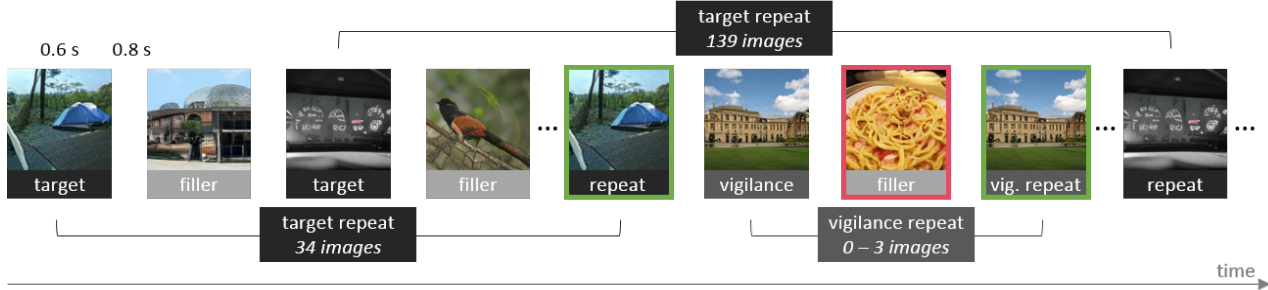 target repeat
139 images
0.6 s 0.8 s
target filler target filler ... repeat vigilance filler vig. repeat ... repeat ...
target repeat
34 images
vigilance repeat
0 – 3 images
time